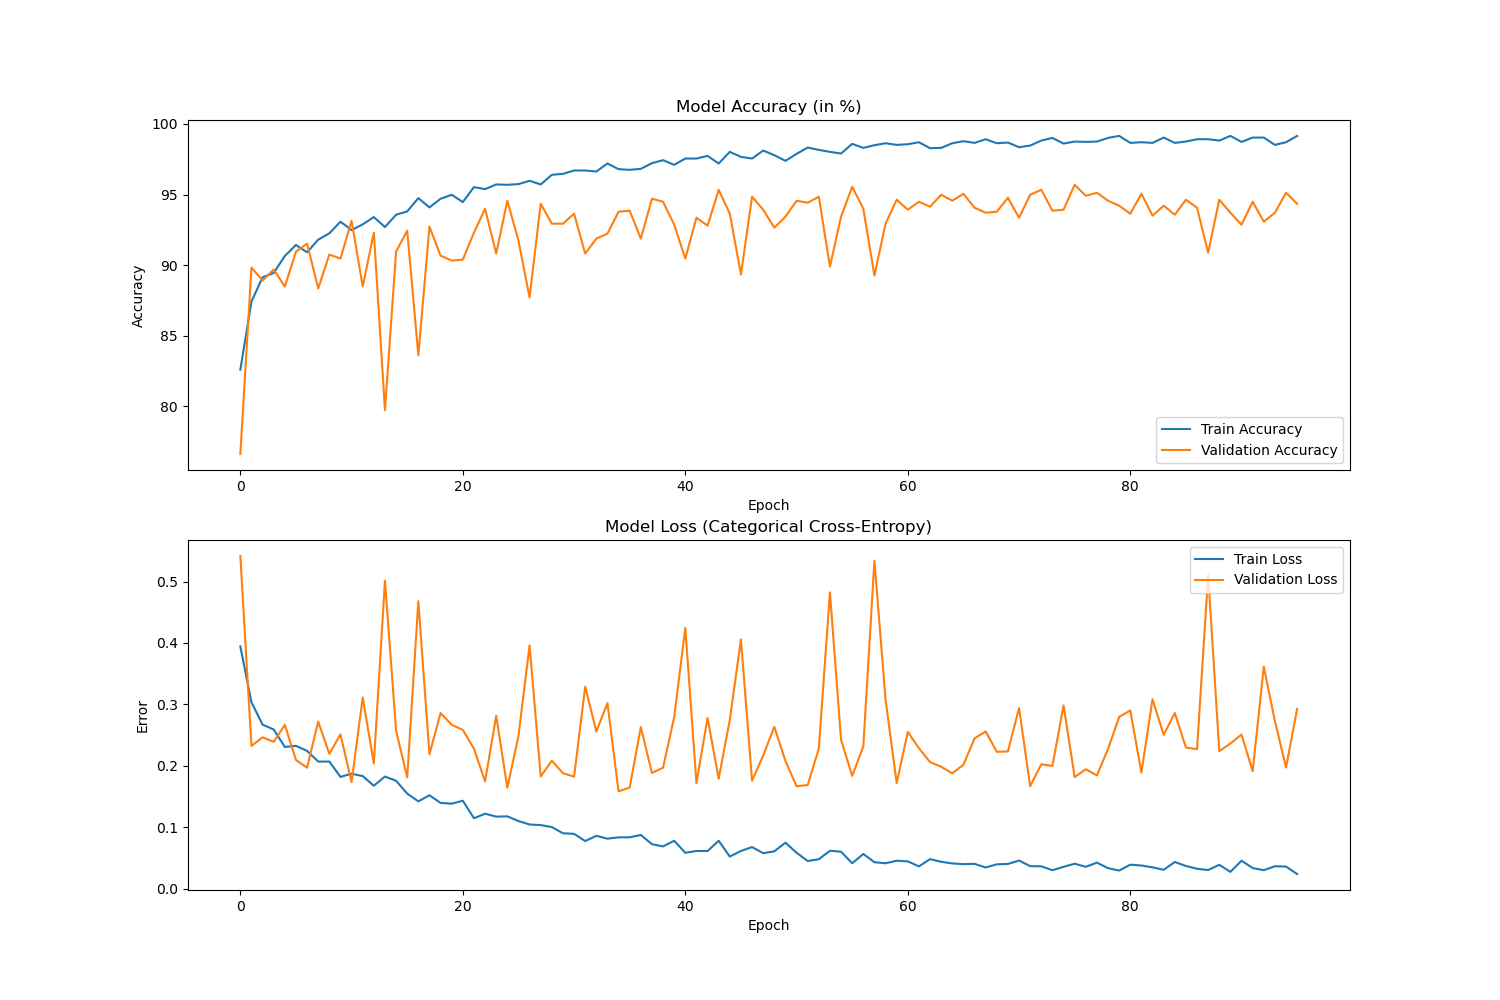 Model Accuracy (in %)
100
95
90
85
80
Accuracy
Train Accuracy
Validation Accuracy
0 20 40 60 80
Epoch
Model Loss (Categorical Cross-Entropy)
0.5
0.4
0.3
0.2
0.1
0.0
Error
Train Loss
Validation Loss
0 20 40 60 80
Epoch